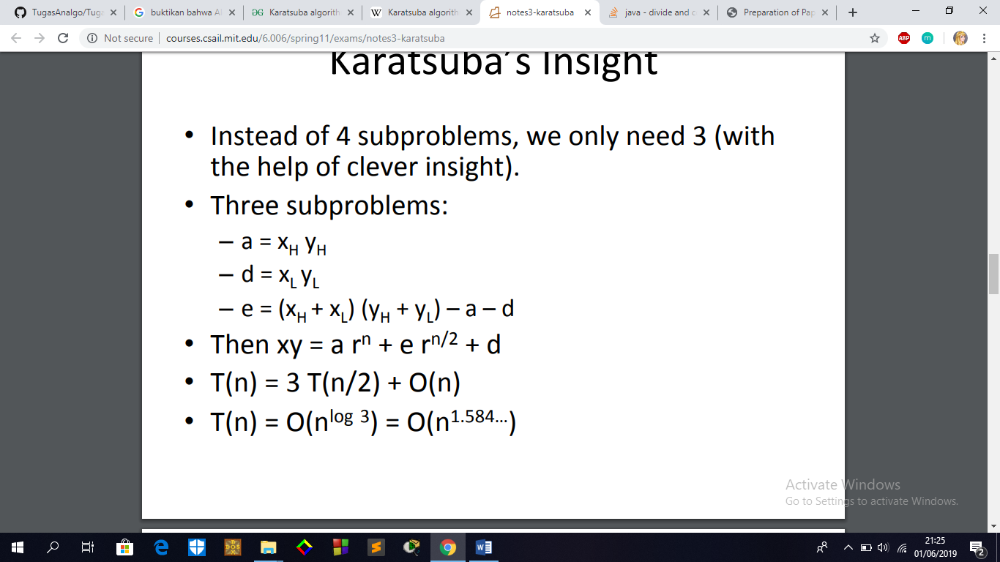 TugasAnalgo/Tuga
buktikan bahwa Al
Karatsuba algorith
Karatsuba algorith
notes3-karatsuba
java - divide and c
Preparation of Pap
Not secure | courses.csail.mit.edu/6.006/spring11/exams/notes3-karatsuba
ABP
m
Karatsuba's Insight
• Instead of 4 subproblems, we only need 3 (with
the help of clever insight).
• Three subproblems:
– a = x_H y_H
– d = x_L y_L
– e = (x_H + x_L) (y_H + y_L) – a – d
• Then xy = a r^n + e r^(n/2) + d
• T(n) = 3 T(n/2) + O(n)
• T(n) = O(n^(log 3)) = O(n^(1.584...))
Activate Windows
Go to Settings to activate Windows.
21:25
01/06/2019
2